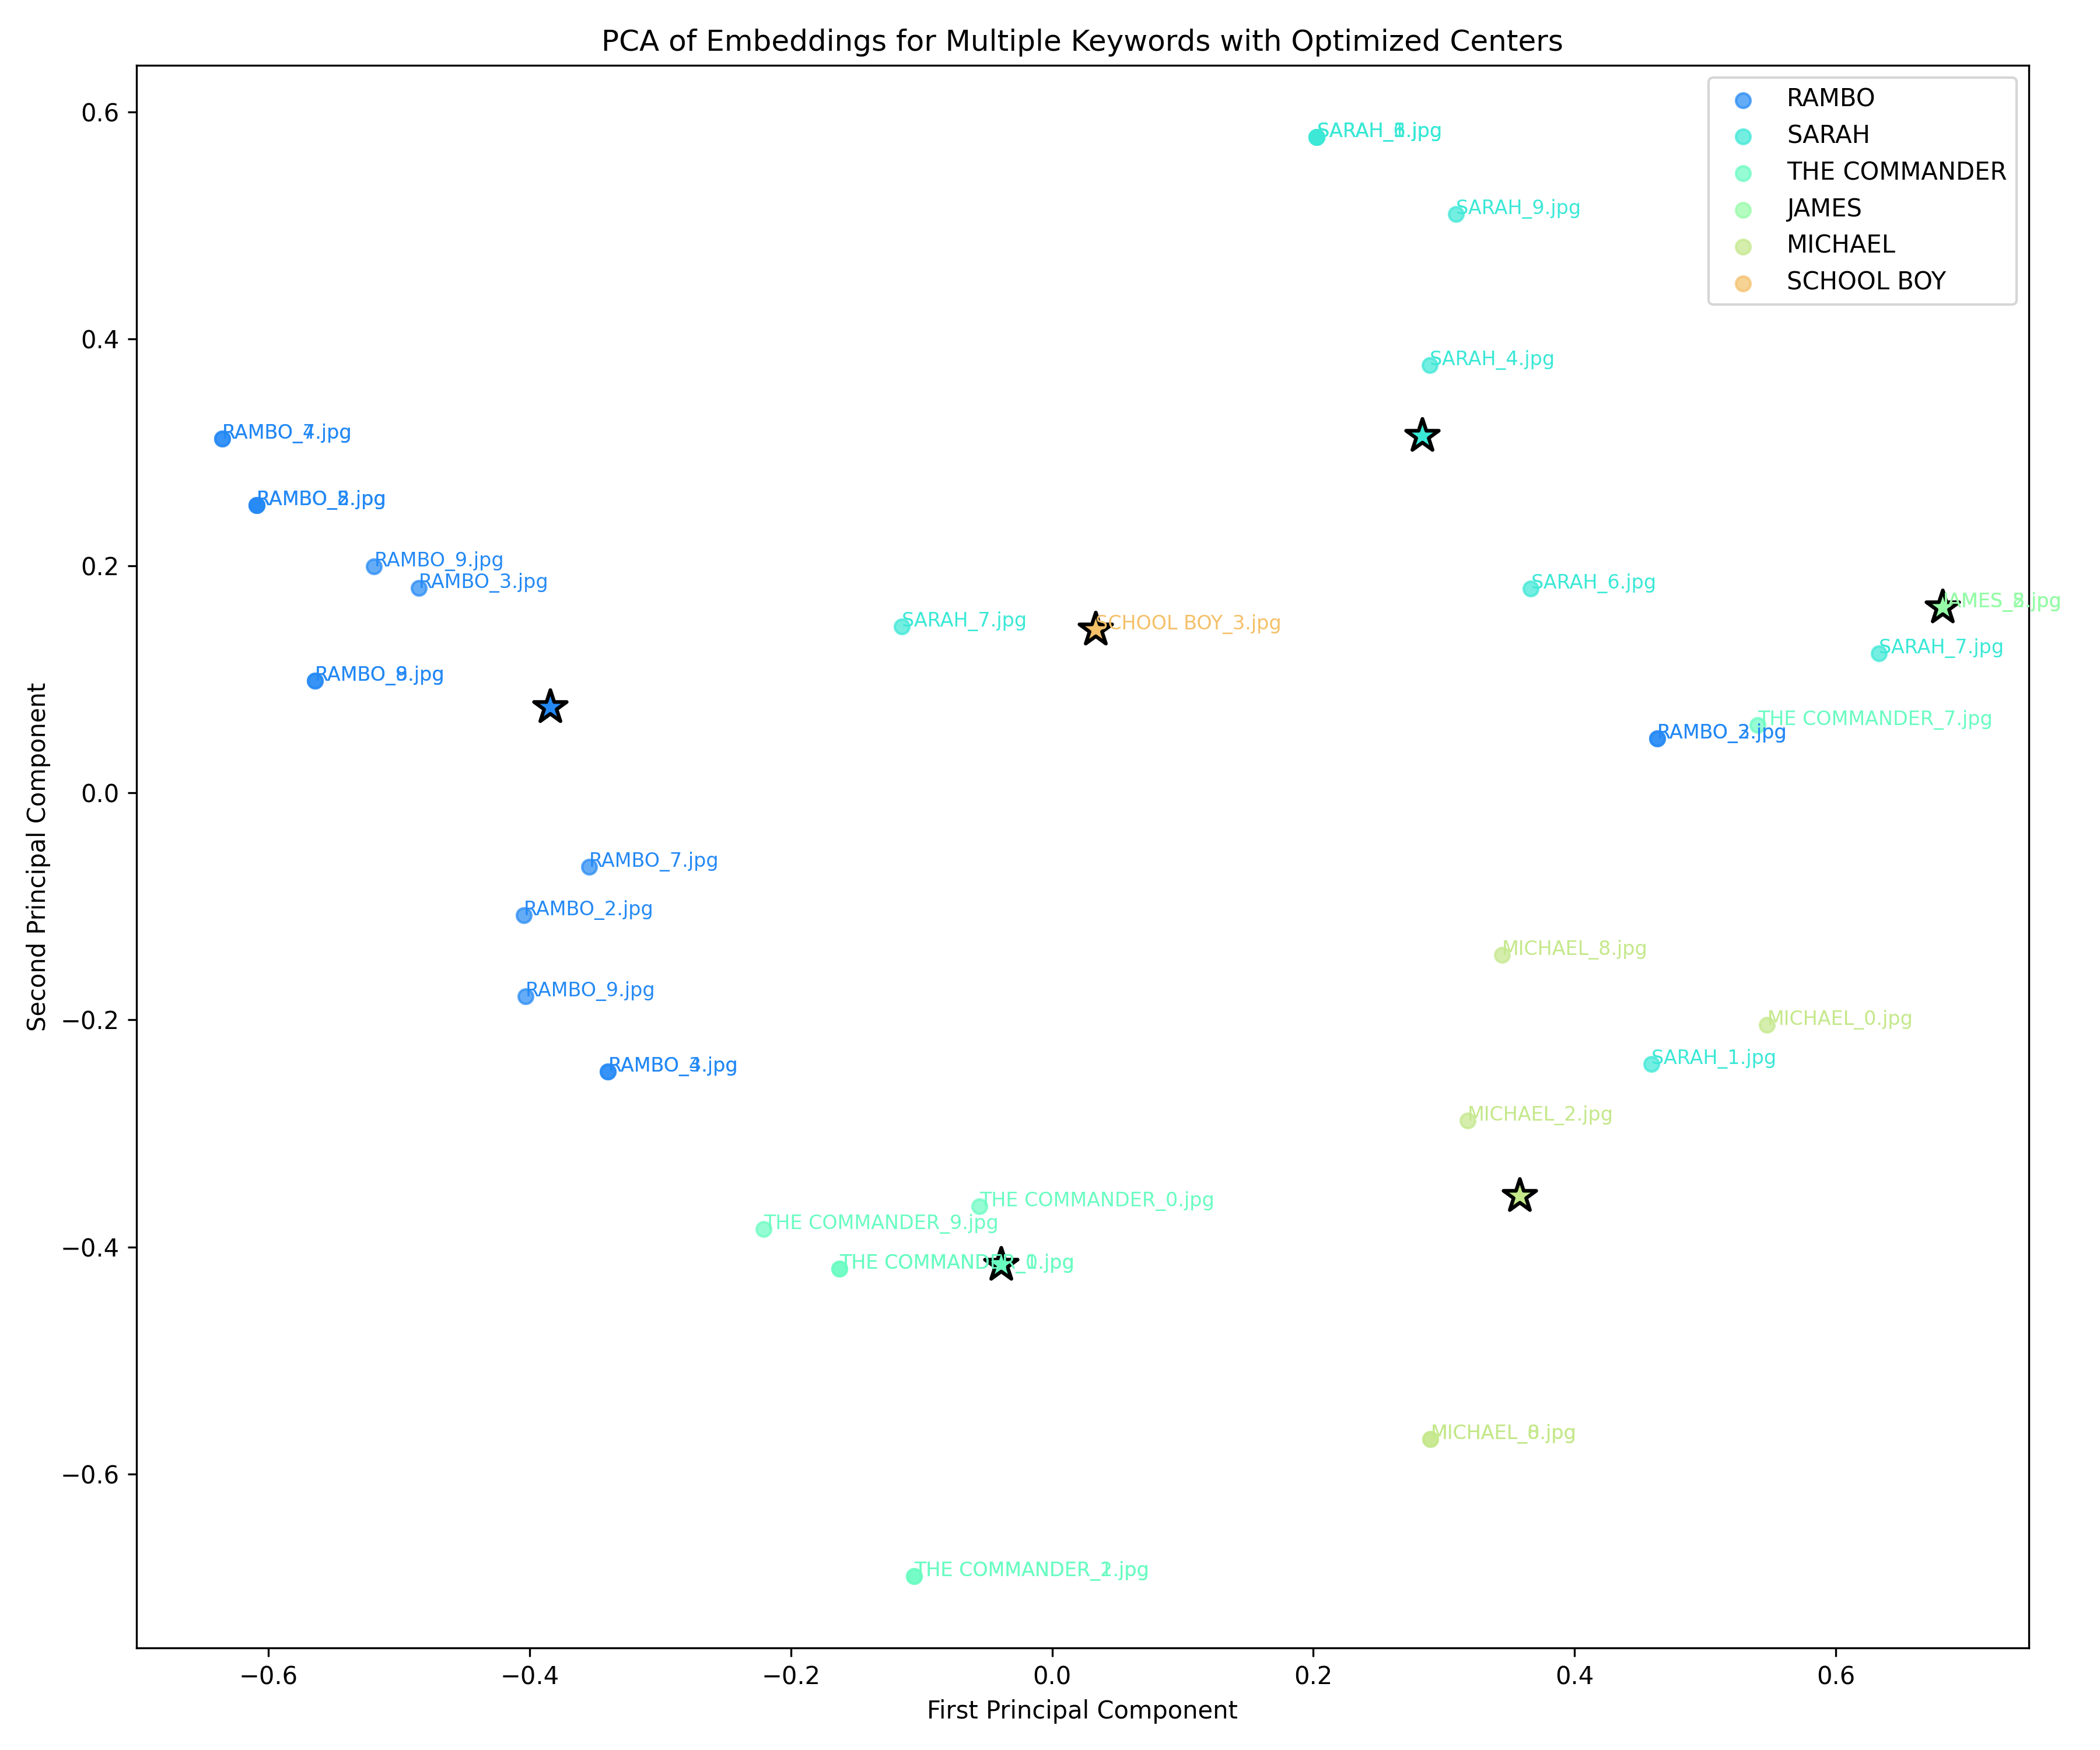 PCA of Embeddings for Multiple Keywords with Optimized Centers
RAMBO
SARAH
THE COMMANDER
JAMES
MICHAEL
SCHOOL BOY
0.6
0.4
0.2
0.0
−0.2
−0.4
−0.6
Second Principal Component
SARAH_9.jpg
SARAH_4.jpg
RAMBO_9.jpg
RAMBO_3.jpg
SARAH_6.jpg
SARAH_7.jpg
SCHOOL BOY_3.jpg
SARAH_7.jpg
THE COMMANDER_7.jpg
RAMBO_7.jpg
RAMBO_2.jpg
MICHAEL_8.jpg
RAMBO_9.jpg
MICHAEL_0.jpg
SARAH_1.jpg
MICHAEL_2.jpg
THE COMMANDER_0.jpg
THE COMMANDER_9.jpg
−0.6
−0.4
−0.2
0.0
0.2
0.4
0.6
First Principal Component